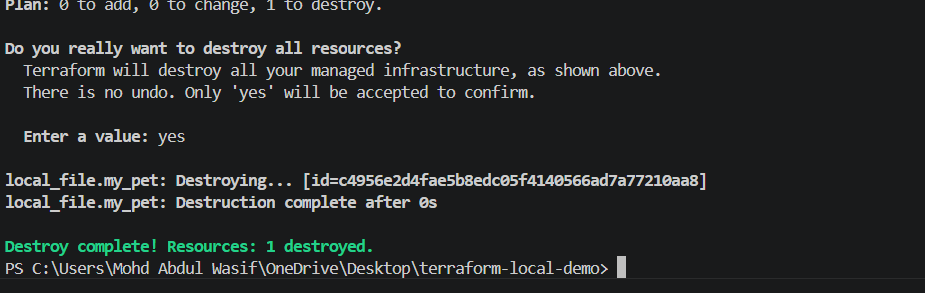 Plan: 0 to add, 0 to change, 1 to destroy.
Do you really want to destroy all resources?
Terraform will destroy all your managed infrastructure, as shown above.
There is no undo. Only 'yes' will be accepted to confirm.
Enter a value: yes
local_file.my_pet: Destroying... [id=c4956e2d4fae5b8edc05f4140566ad7a77210aa8]
local_file.my_pet: Destruction complete after 0s
Destroy complete! Resources: 1 destroyed.
PS C:\Users\Mohd Abdul Wasif\OneDrive\Desktop\terraform-local-demo>